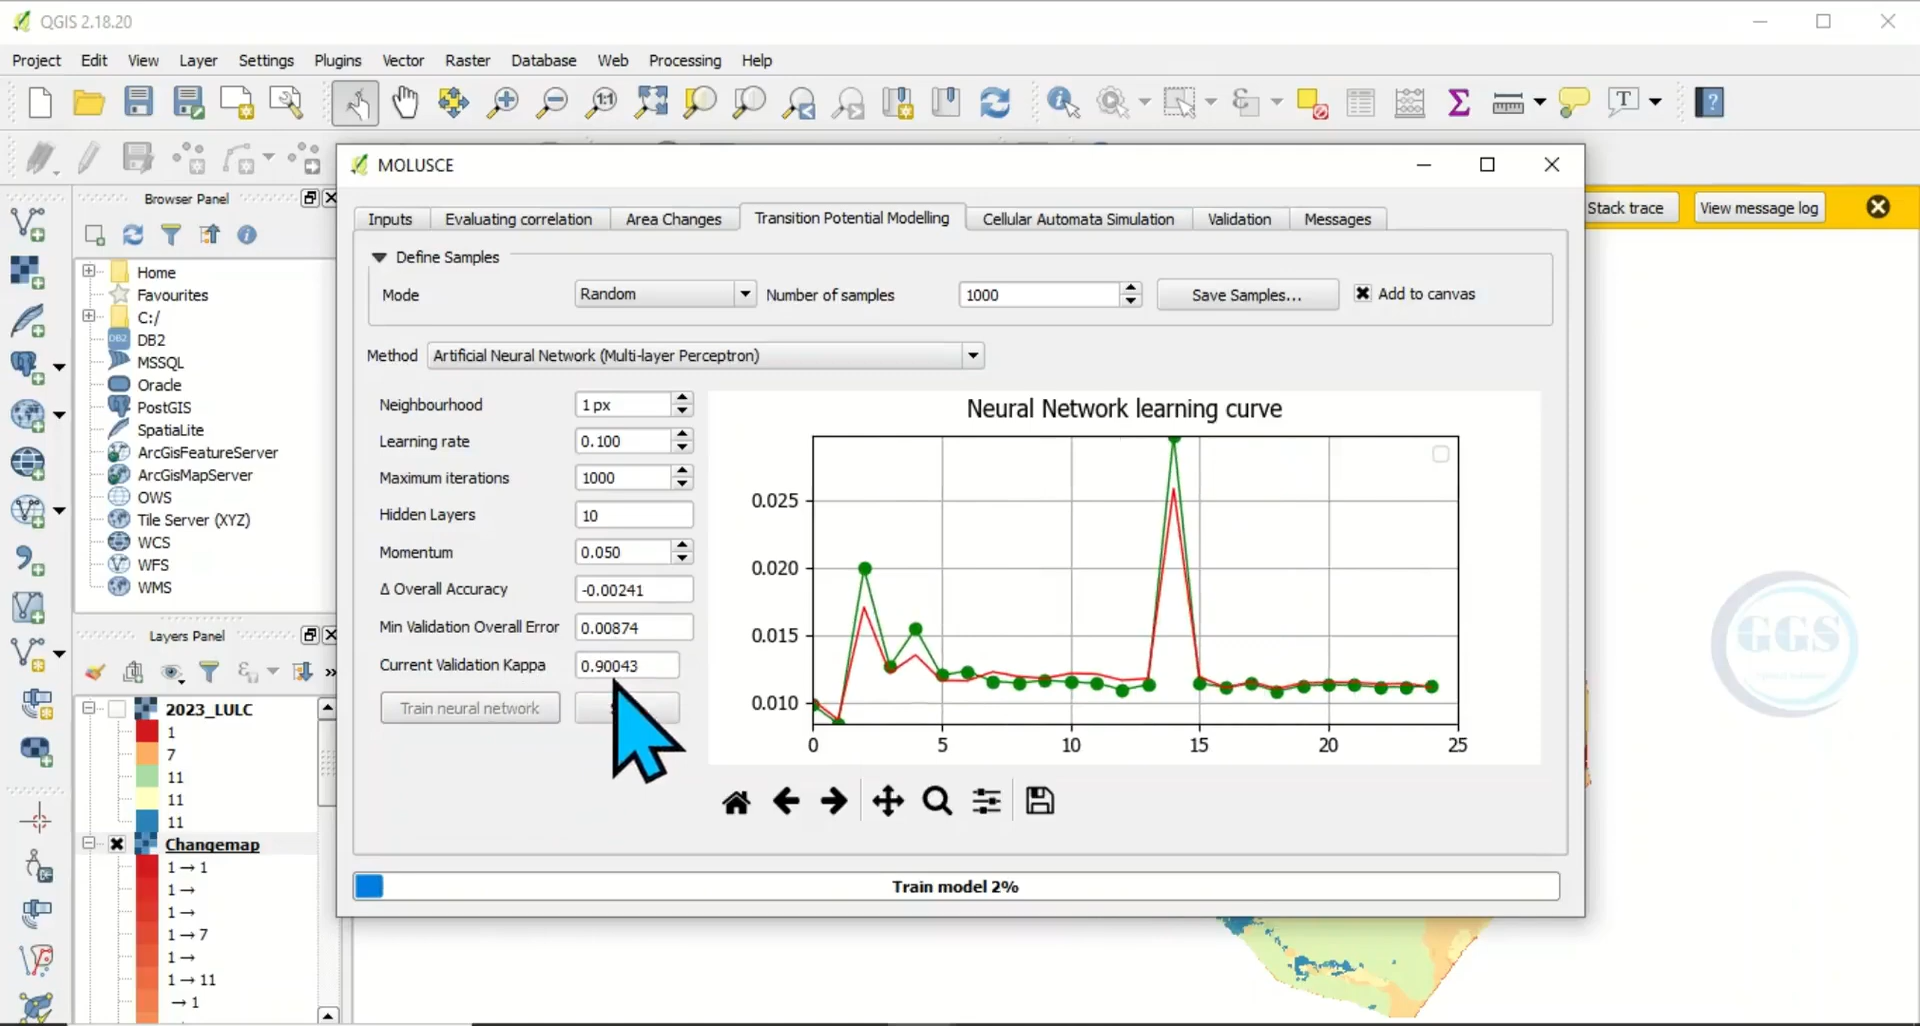 QGIS 2.18.20
Project Edit View Layer Settings Plugins Vector Raster Database Web Processing Help
MOLUSCE
Browser Panel
Stack trace
View message log
Inputs
Evaluating correlation
Area Changes
Transition Potential Modelling
Cellular Automata Simulation
Validation
Messages
Home
Favourites
C:/
DB2
MSSQL
Oracle
PostGIS
SpatiaLite
ArcGisFeatureServer
ArcGisMapServer
OWS
Tile Server (XYZ)
WCS
WFS
WMS
Define Samples
Mode Random Number of samples 1000 Save Samples... Add to canvas
Method Artificial Neural Network (Multi-layer Perceptron)
Neighbourhood 1 px
Learning rate 0.100
Maximum iterations 1000
Hidden Layers 10
Momentum 0.050
Δ Overall Accuracy -0.00241
Min Validation Overall Error 0.00874
Current Validation Kappa 0.90043
Train neural network
Neural Network learning curve
0.025
0.020
0.015
0.010
0 5 10 15 20 25
GGS
Layers Panel
2023_LULC
1
7
11
11
11
Changemap
1 → 1
1 →
1 →
1 → 7
1 →
1 → 11
→ 1
Train model 2%